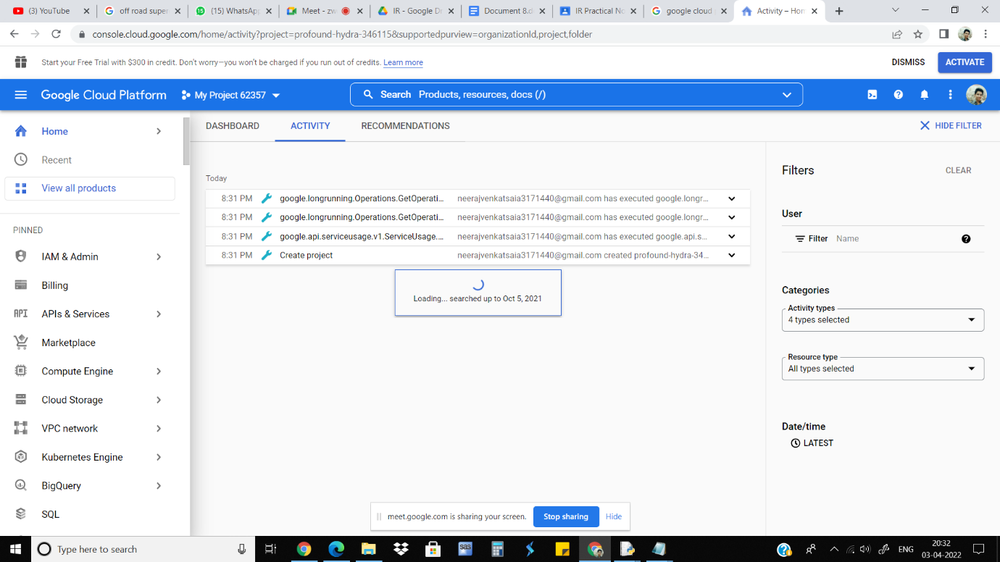 (3) YouTube
off road super
(15) WhatsApp
Meet - zw
IR - Google Dr
Document 8.d
IR Practical No
google cloud
Activity – Hom
console.cloud.google.com/home/activity?project=profound-hydra-346115&supportedpurview=organizationId,project,folder
Start your Free Trial with $300 in credit. Don't worry—you won't be charged if you run out of credits. Learn more
DISMISS
ACTIVATE
Google Cloud Platform
My Project 62357
Search Products, resources, docs (/)
Home
Recent
View all products
PINNED
IAM & Admin
Billing
API APIs & Services
Marketplace
Compute Engine
Cloud Storage
VPC network
Kubernetes Engine
BigQuery
SQL
DASHBOARD
ACTIVITY
RECOMMENDATIONS
HIDE FILTER
Today
8:31 PM google.longrunning.Operations.GetOperati... neerajvenkatsaia3171440@gmail.com has executed google.longr...
8:31 PM google.longrunning.Operations.GetOperati... neerajvenkatsaia3171440@gmail.com has executed google.longr...
8:31 PM google.api.serviceusage.v1.ServiceUsage.... neerajvenkatsaia3171440@gmail.com has executed google.api.s...
8:31 PM Create project neerajvenkatsaia3171440@gmail.com created profound-hydra-34...
Loading... searched up to Oct 5, 2021
Filters
CLEAR
User
Filter Name
Categories
Activity types
4 types selected
Resource type
All types selected
Date/time
LATEST
meet.google.com is sharing your screen.
Stop sharing
Hide
Type here to search
sas
ENG
20:32
03-04-2022